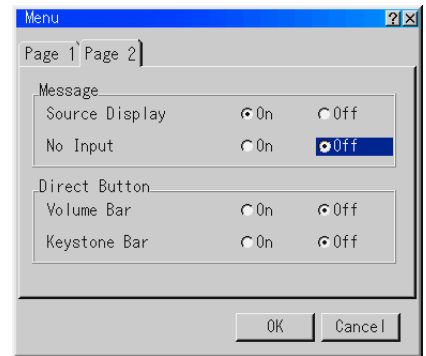 Menu ? ×
Page 1 Page 2
Message
Source Display On Off
No Input On Off
Direct Button
Volume Bar On Off
Keystone Bar On Off
OK Cancel